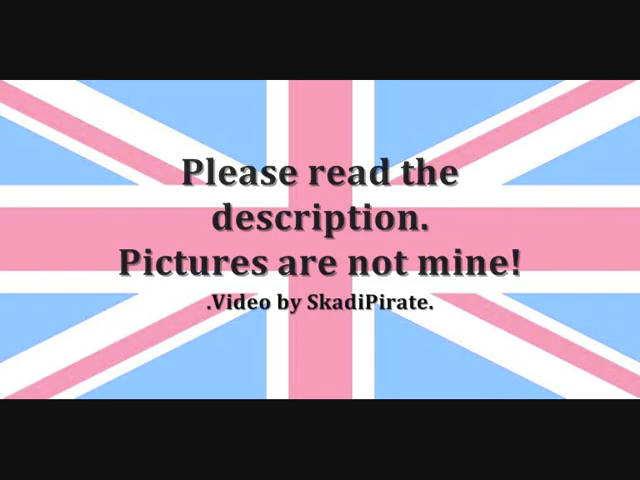 Please read the
description.
Pictures are not mine!
.Video by SkadiPirate.